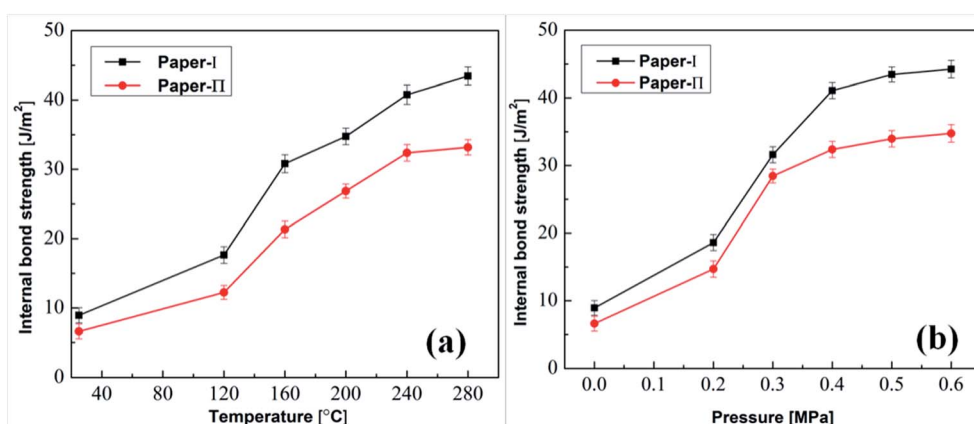 50
40
30
20
10
0
Internal bond strength [J/m²]
Paper-I
Paper-Π
(a)
40 80 120 160 200 240 280
Temperature [°C]
50
40
30
20
10
0
Internal bond strength [J/m²]
Paper-I
Paper-Π
(b)
0.0 0.1 0.2 0.3 0.4 0.5 0.6
Pressure [MPa]